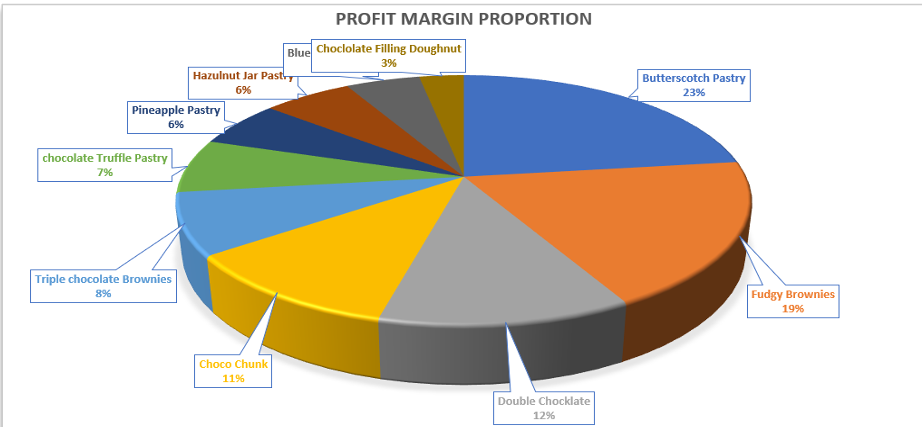 PROFIT MARGIN PROPORTION
Choclolate Filling Doughnut
3%
Blue
Butterscotch Pastry
23%
Hazulnut Jar Pastry
6%
Pineapple Pastry
6%
chocolate Truffle Pastry
7%
Triple chocolate Brownies
8%
Fudgy Brownies
19%
Choco Chunk
11%
Double Chocklate
12%